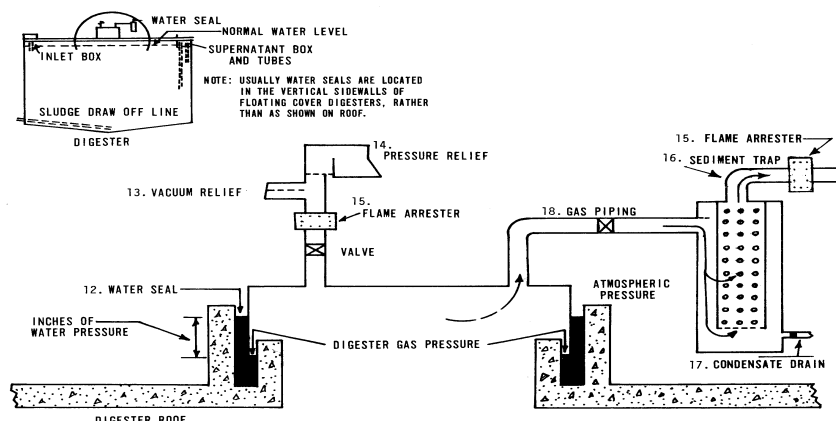 WATER SEAL
NORMAL WATER LEVEL
INLET BOX
SUPERNATANT BOX
AND TUBES
NOTE: USUALLY WATER SEALS ARE LOCATED
IN THE VERTICAL SIDEWALLS OF
FLOATING COVER DIGESTERS, RATHER
THAN AS SHOWN ON ROOF.
SLUDGE DRAW OFF LINE
DIGESTER
14.
PRESSURE RELIEF
13. VACUUM RELIEF
15.
FLAME ARRESTER
VALVE
15. FLAME ARRESTER
16. SEDIMENT TRAP
18. GAS PIPING
12. WATER SEAL
ATMOSPHERIC
PRESSURE
INCHES OF
WATER PRESSURE
DIGESTER GAS PRESSURE
17. CONDENSATE DRAIN
DIGESTER ROOF